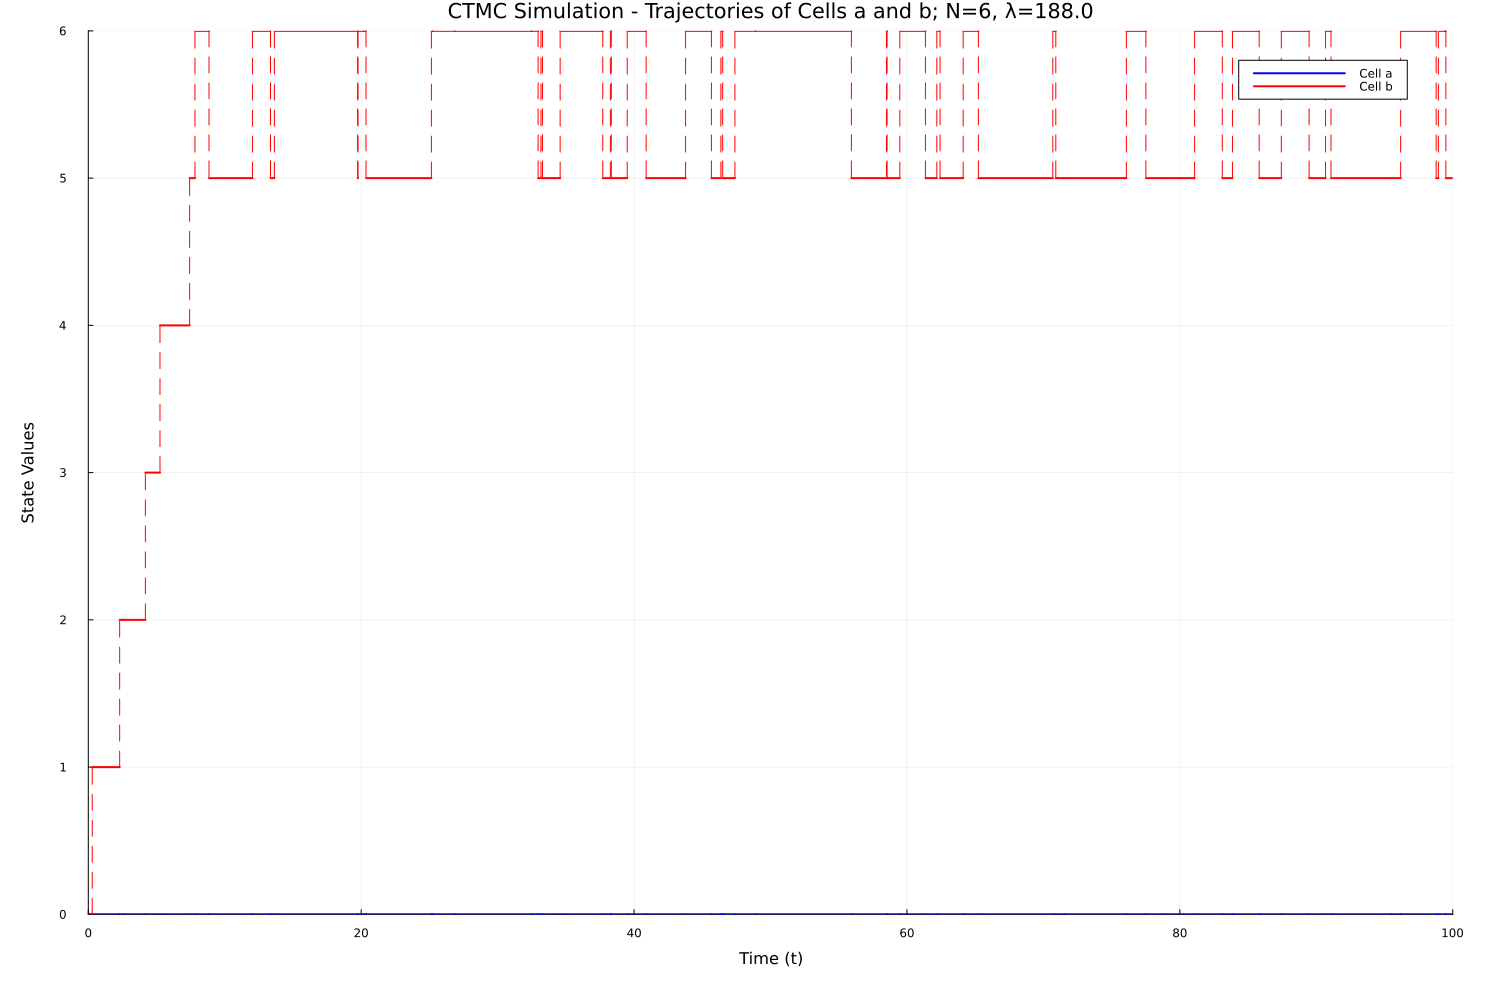 CTMC Simulation - Trajectories of Cells a and b; N=6, λ=188.0
6
Cell a
Cell b
5
4
State Values
3
2
1
0
0 20 40 60 80 100
Time (t)